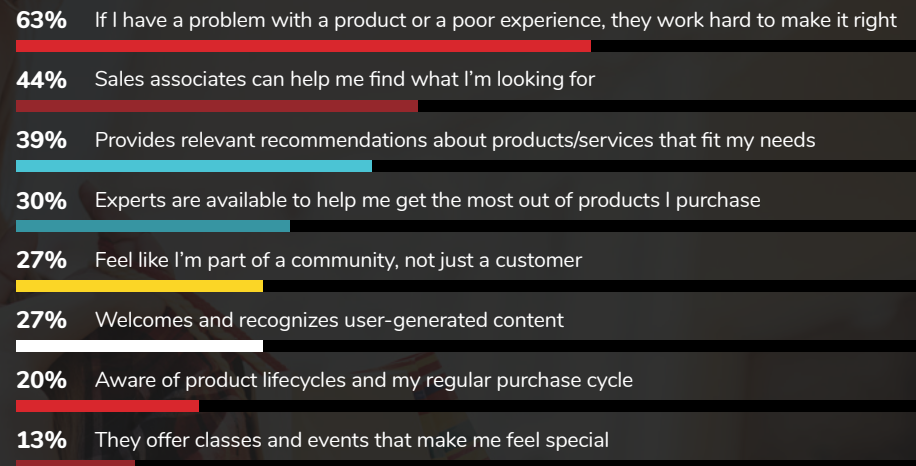 63% If I have a problem with a product or a poor experience, they work hard to make it right
44% Sales associates can help me find what I'm looking for
39% Provides relevant recommendations about products/services that fit my needs
30% Experts are available to help me get the most out of products I purchase
27% Feel like I'm part of a community, not just a customer
27% Welcomes and recognizes user-generated content
20% Aware of product lifecycles and my regular purchase cycle
13% They offer classes and events that make me feel special